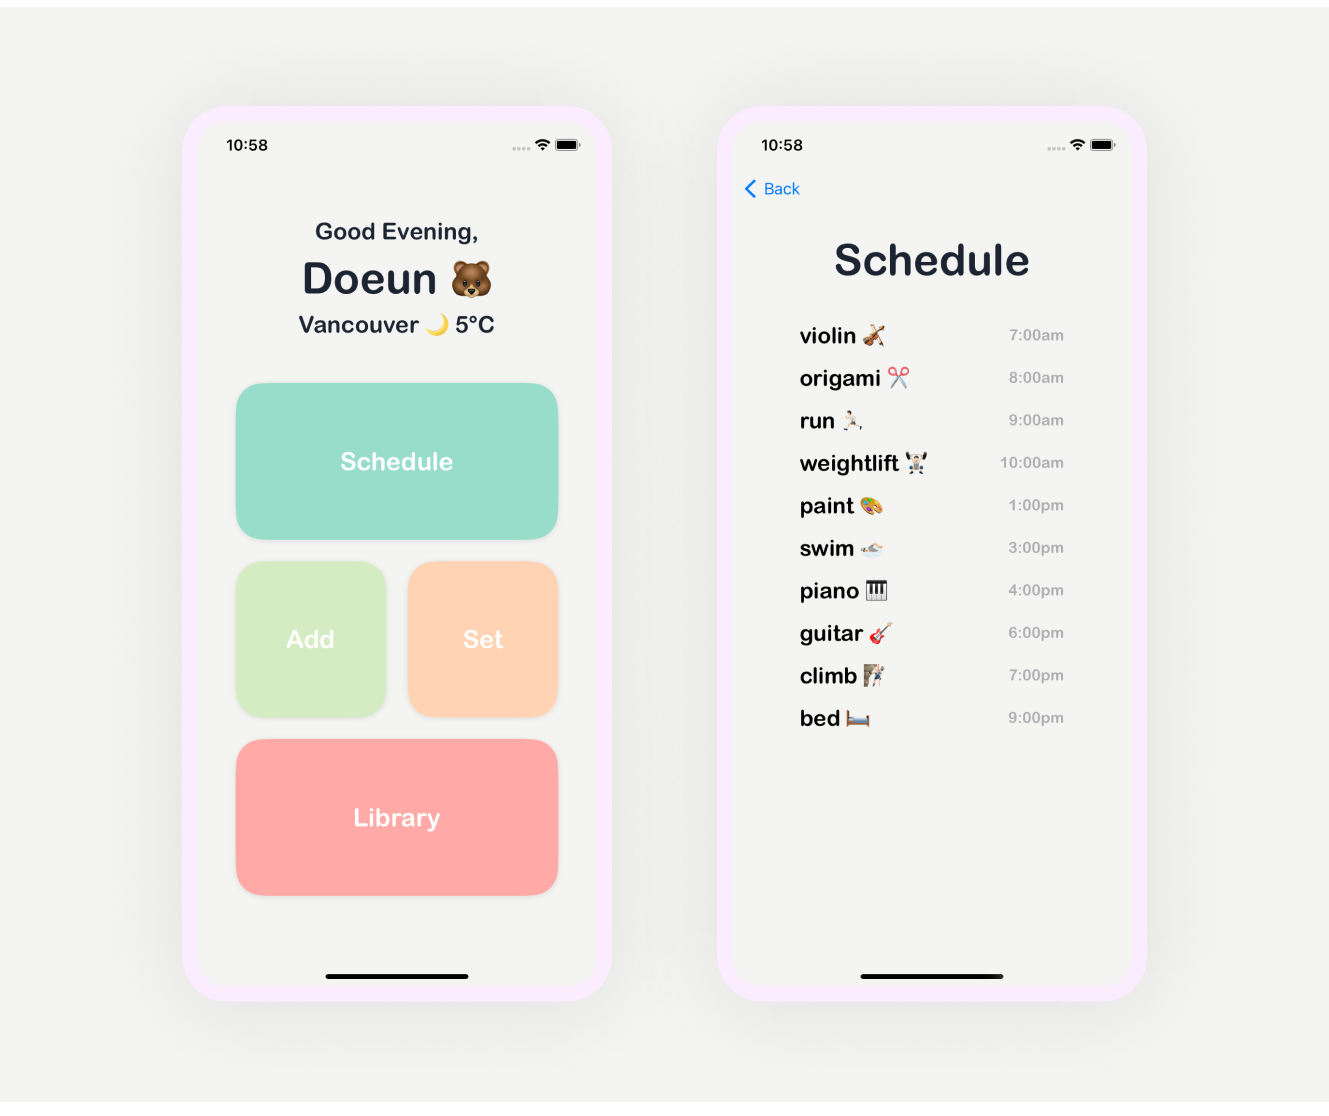 10:58
Good Evening,
Doeun 🐻
Vancouver 🌙 5°C
Schedule
Add
Set
Library
10:58
Back
Schedule
violin 🎻 7:00am
origami ✂️ 8:00am
run 🏃🏻 9:00am
weightlift 🏋🏻 10:00am
paint 🎨 1:00pm
swim 🏊🏻 3:00pm
piano 🎹 4:00pm
guitar 🎸 6:00pm
climb 🧗🏻 7:00pm
bed 🛏️ 9:00pm